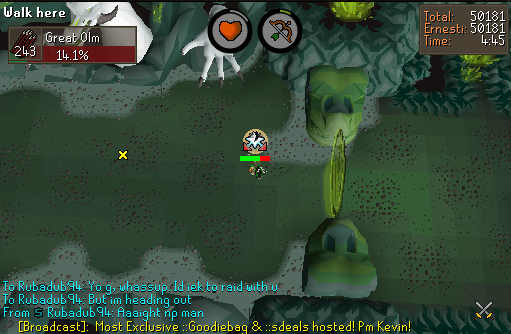 Walk here
Great Olm
243
14.1%
Total: 50181
Ernesti: 50181
Time: 4:45
To Rubadub94: Yo g, whassup. Id iek to raid with u
To Rubadub94: But im heading out
From S Rubadub94: Aaaight np man
[Broadcast]: Most Exclusive ::Goodiebag & ::sdeals hosted! Pm Kevin!